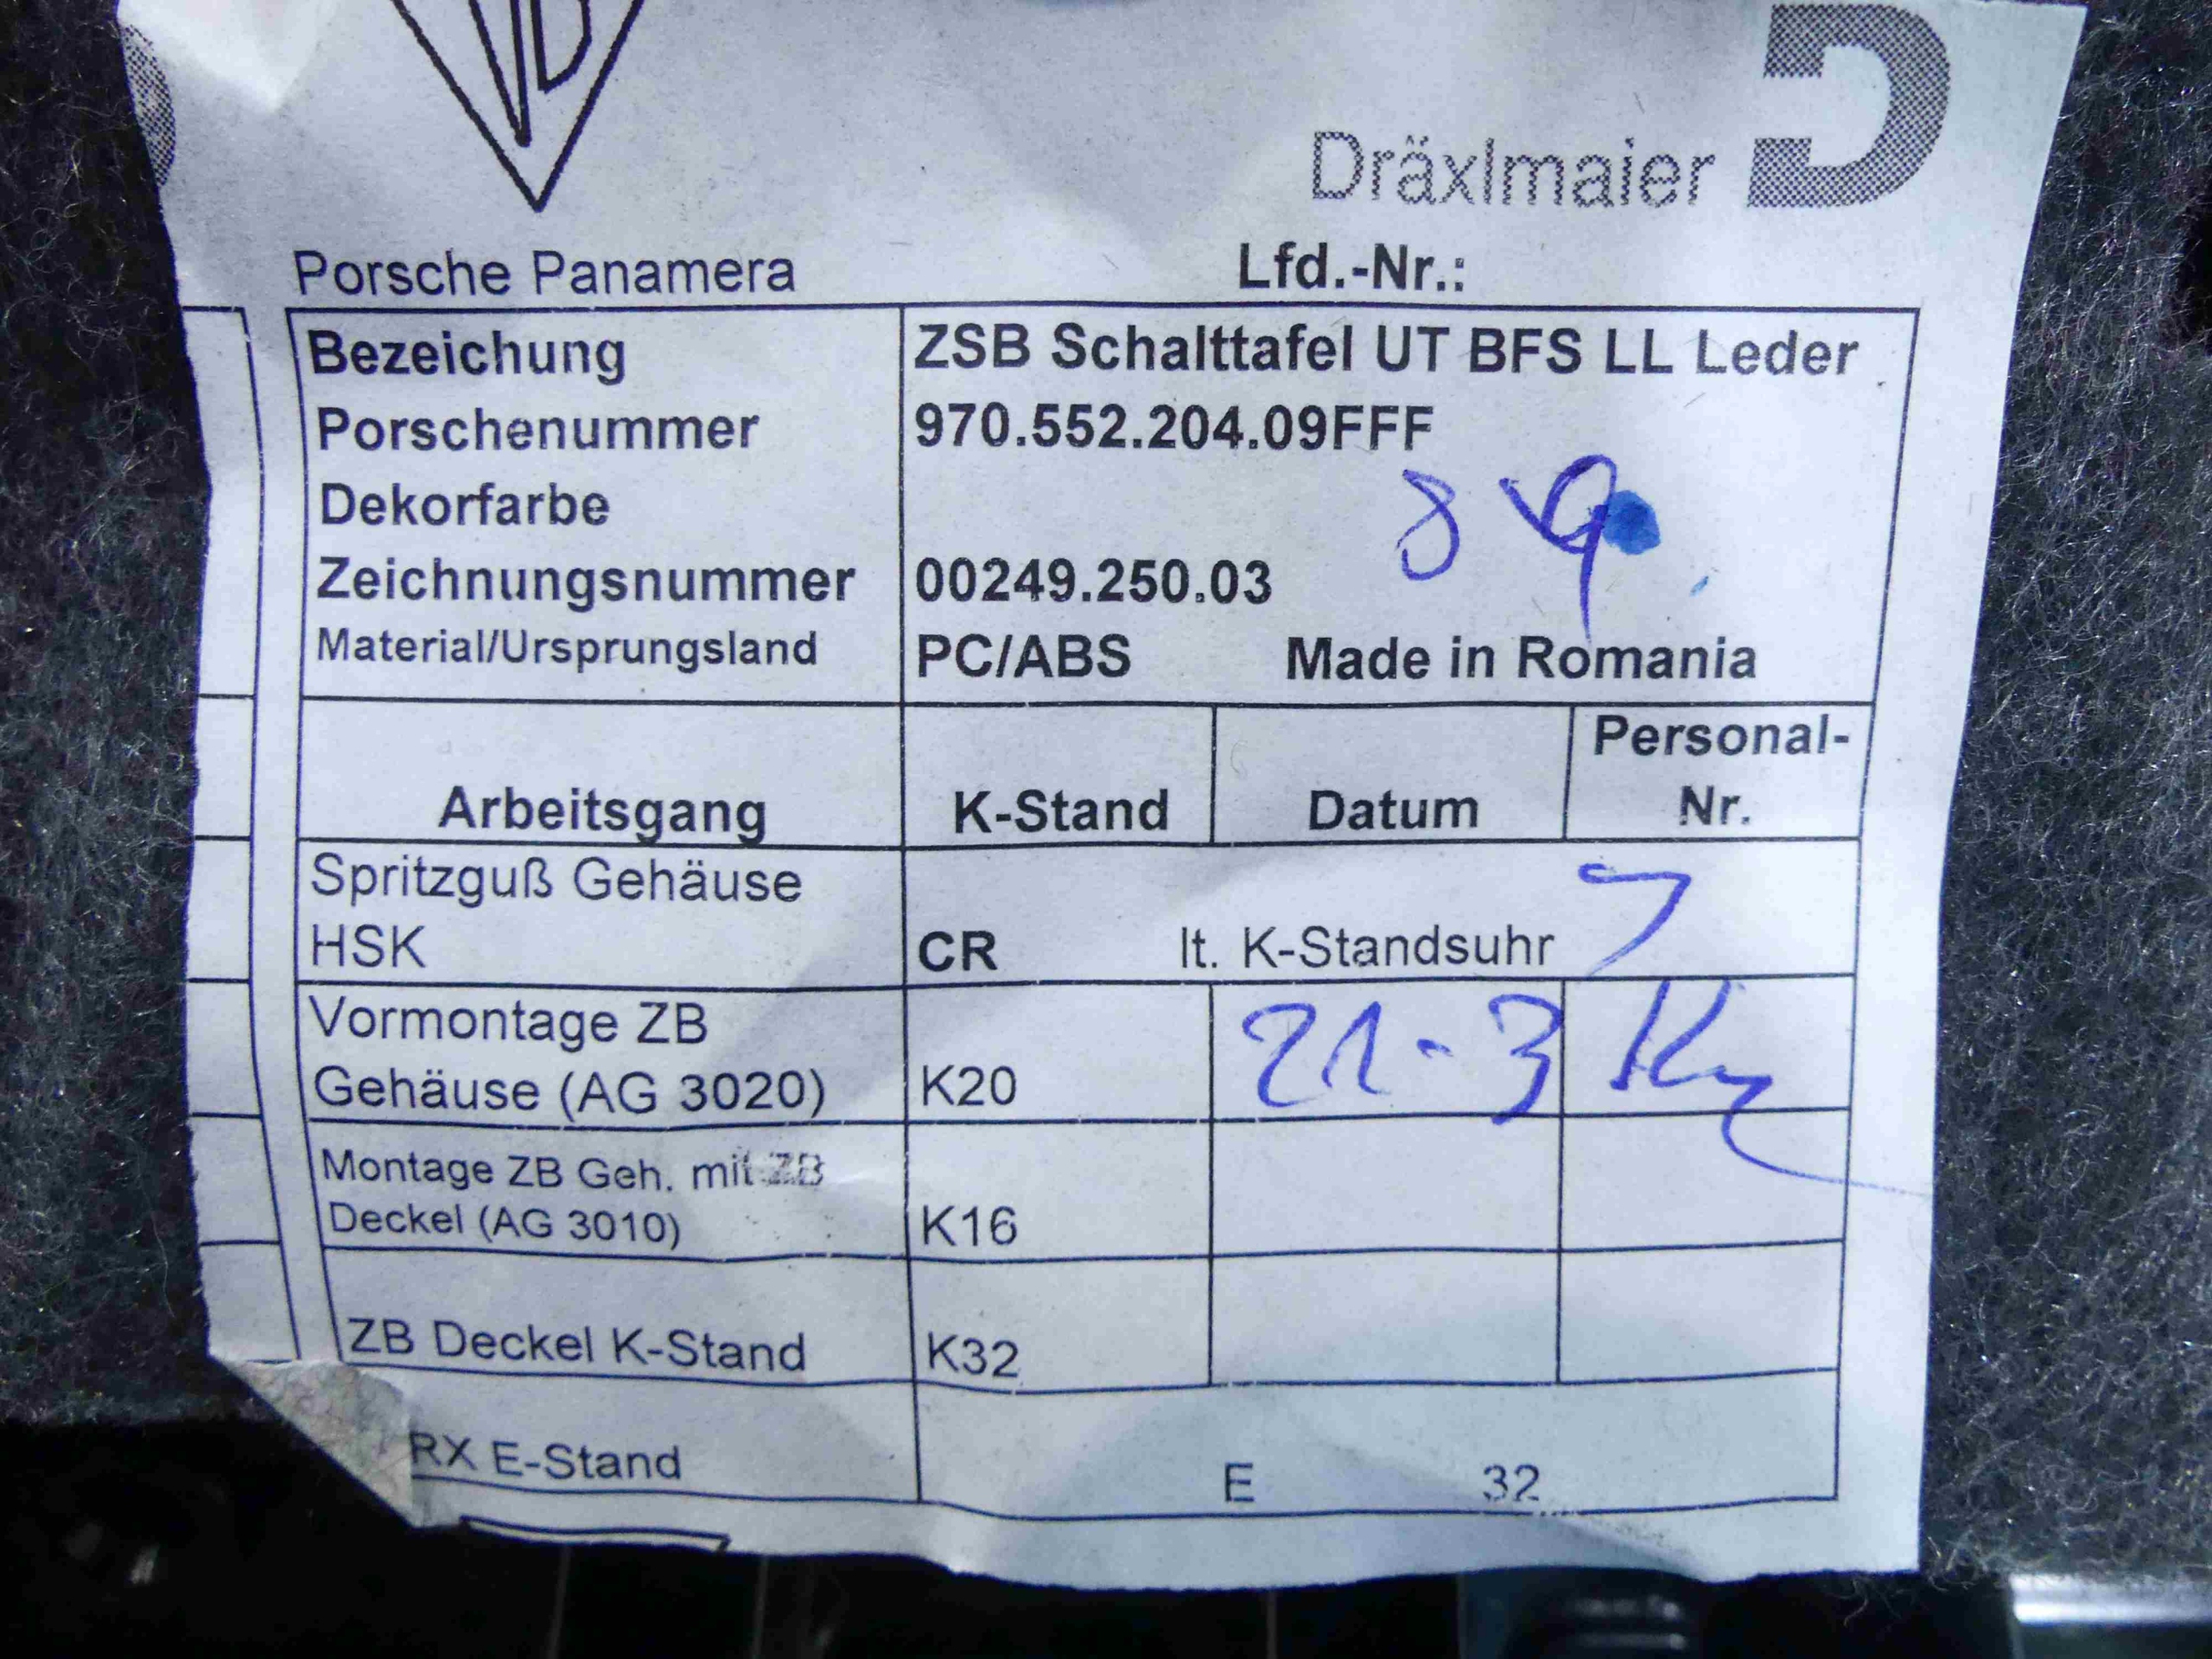 Dräxlmaier
Porsche Panamera Lfd.-Nr.:
Bezeichung ZSB Schalttafel UT BFS LL Leder
Porschenummer 970.552.204.09FFF
Dekorfarbe
Zeichnungsnummer 00249.250.03
Material/Ursprungsland PC/ABS Made in Romania
Personal-
Arbeitsgang K-Stand Datum Nr.
Spritzguß Gehäuse
HSK CR lt. K-Standsuhr
Vormontage ZB 21-3
Gehäuse (AG 3020) K20
Montage ZB Geh. mit ZB
Deckel (AG 3010) K16
ZB Deckel K-Stand K32
RX E-Stand E 32